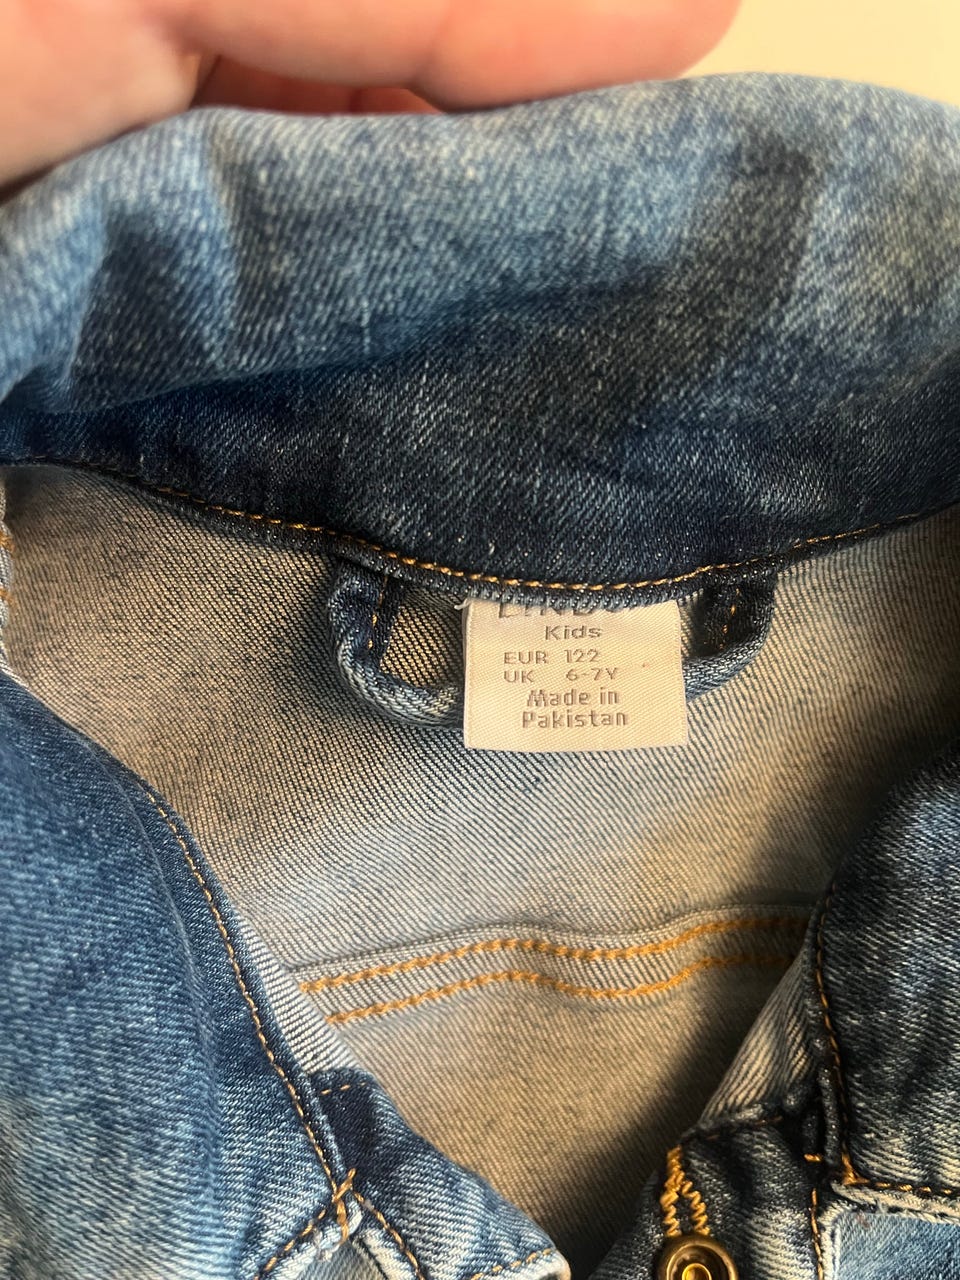 Kids
EUR 122
UK 6-7Y
Made in
Pakistan